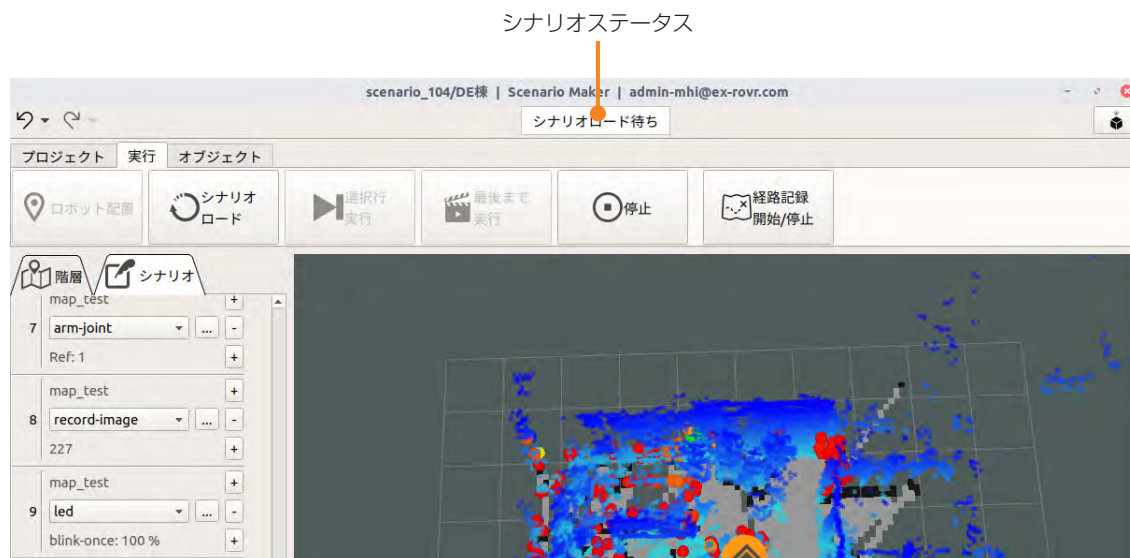 シナリオステータス
scenario_104/DE棟 | Scenario Maker | admin-mhi@ex-rovr.com
シナリオロード待ち
プロジェクト 実行 オブジェクト
ロボット配置
シナリオ
ロード
選択行
実行
最後まで
実行
停止
経路記録
開始/停止
階層 シナリオ
map_test +
7 arm-joint ... -
Ref: 1 +
map_test +
8 record-image ... -
227 +
map_test +
9 led ... -
blink-once: 100 % +